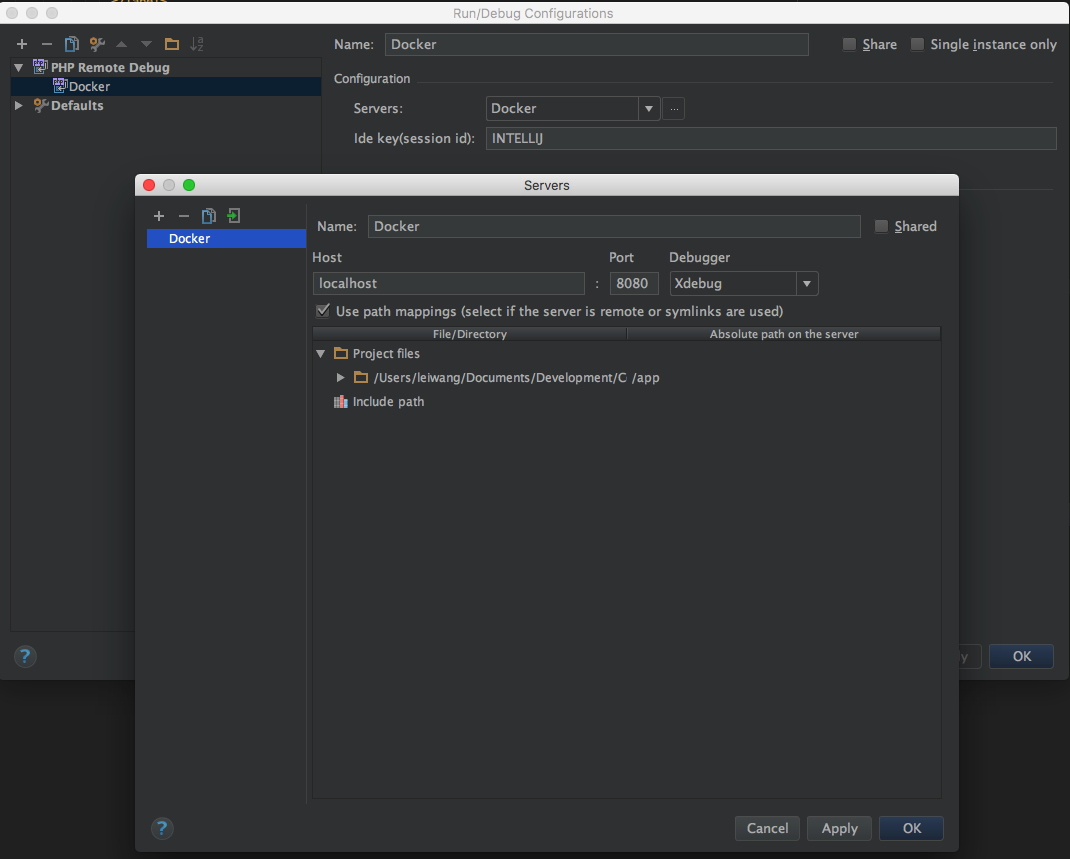 Run/Debug Configurations
Name: Docker Share Single instance only
PHP Remote Debug
Docker
Defaults
Configuration
Servers: Docker ...
Ide key(session id): INTELLIJ
Servers
Docker
Name: Docker Shared
Host Port Debugger
localhost : 8080 Xdebug
Use path mappings (select if the server is remote or symlinks are used)
File/Directory Absolute path on the server
Project files
/Users/leiwang/Documents/Development/C /app
Include path
? y OK
? Cancel Apply OK